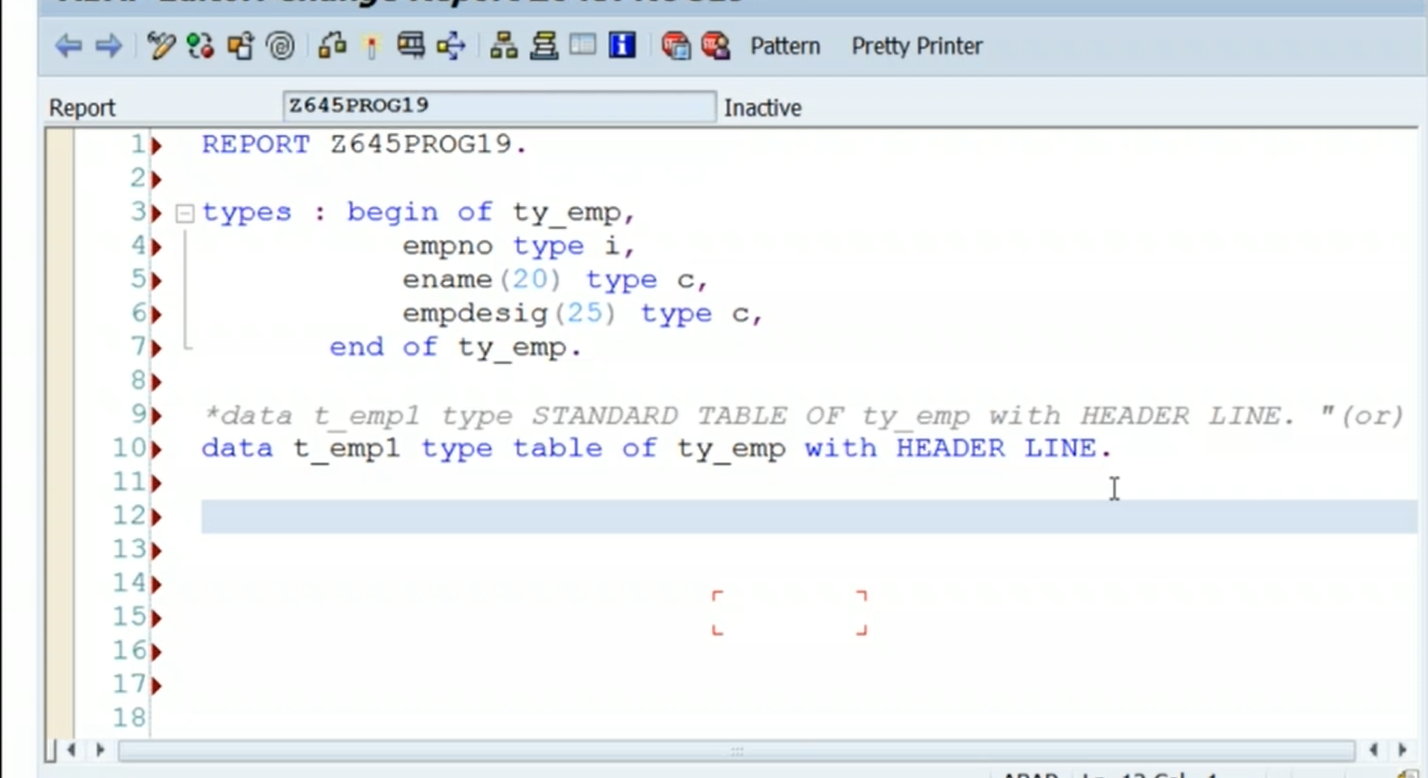 Pattern Pretty Printer
Report Z645PROG19 Inactive
1 REPORT Z645PROG19.
2
3 types : begin of ty_emp,
4 empno type i,
5 ename(20) type c,
6 empdesig(25) type c,
7 end of ty_emp.
8
9 *data t_emp1 type STANDARD TABLE OF ty_emp with HEADER LINE. "(or)
10 data t_emp1 type table of ty_emp with HEADER LINE.
11
12
13
14
15
16
17
18